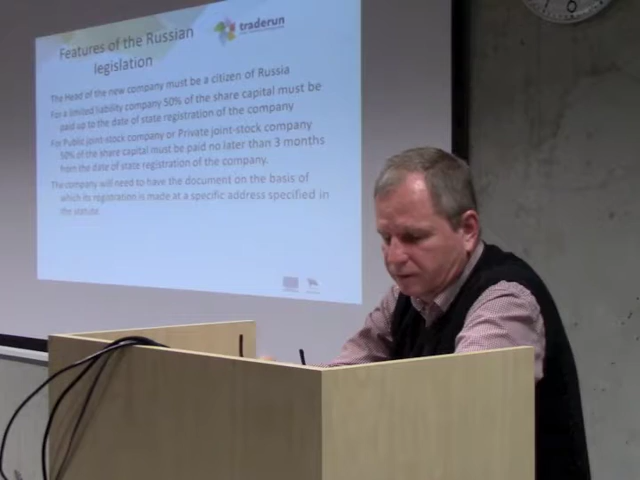 Features of the Russian
legislation
traderun
The Head of the new company must be a citizen of Russia
For a limited liability company 50% of the share capital must be
paid up to the date of state registration of the company
For Public joint-stock company or Private joint-stock company
50% of the share capital must be paid no later than 3 months
from the date of state registration of the company.
The company will need to have the document on the basis of
which its registration is made at a specific address specified in
the statute.
7